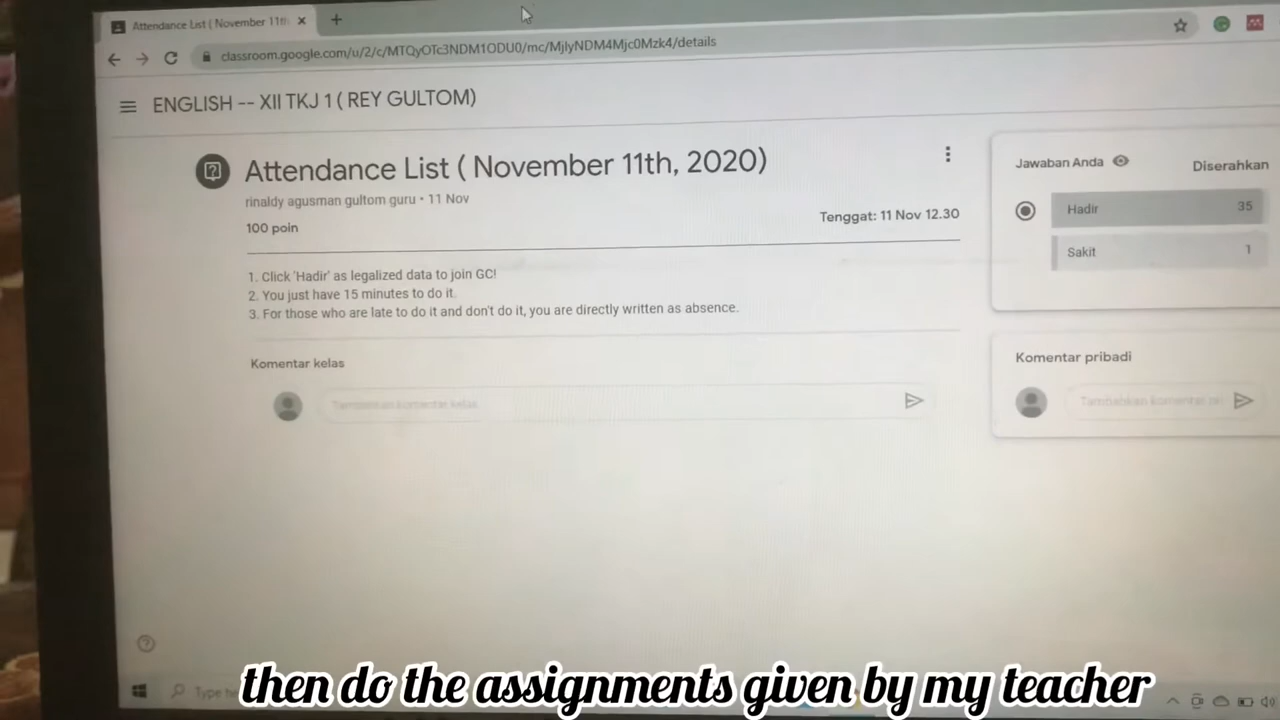 Attendance List ( November 11th
classroom.google.com/u/2/c/MTQyOTc3NDM1ODU0/mc/MjIyNDM4Mjc0Mzk4/details
ENGLISH -- XII TKJ 1 ( REY GULTOM)
Attendance List ( November 11th, 2020)
rinaldy agusman gultom guru • 11 Nov
100 poin
Tenggat: 11 Nov 12.30
1. Click 'Hadir' as legalized data to join GC!
2. You just have 15 minutes to do it.
3. For those who are late to do it and don't do it, you are directly written as absence.
Komentar kelas
Tambahkan komentar kelas
Jawaban Anda
Diserahkan
Hadir 35
Sakit 1
Komentar pribadi
Tambahkan komentar
Type
then do the assignments given by my teacher